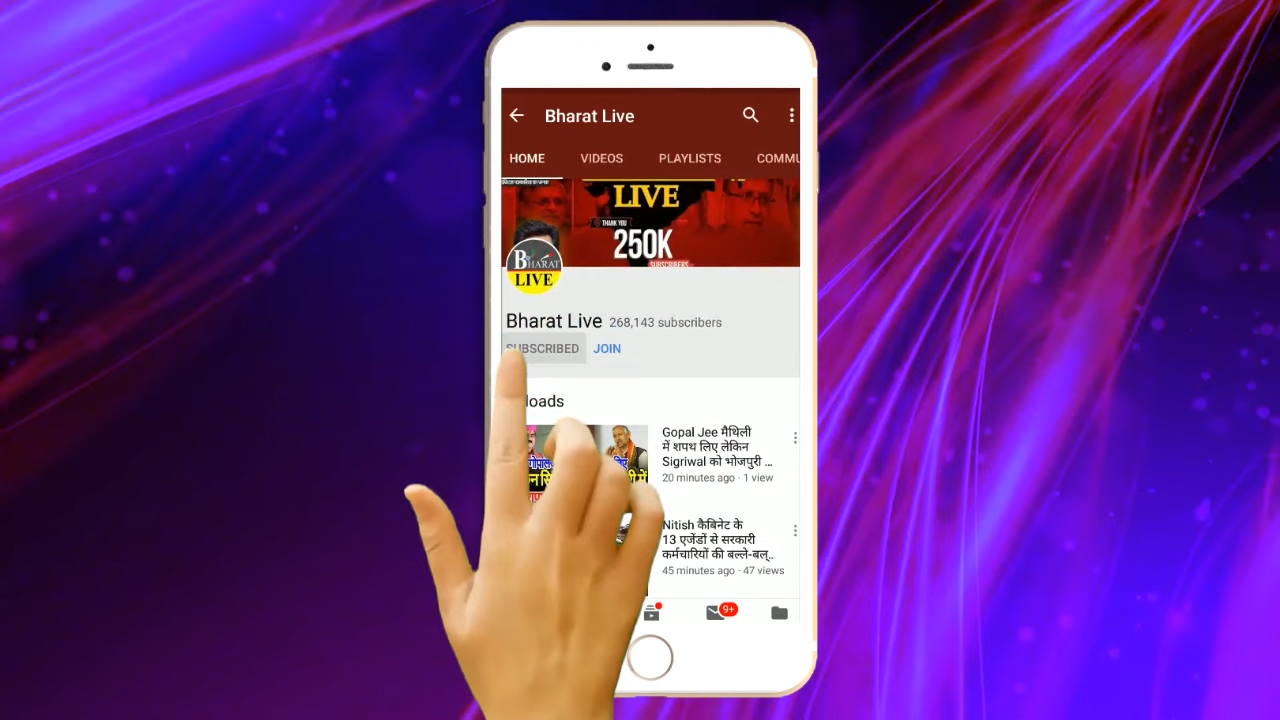 Bharat Live
HOME VIDEOS PLAYLISTS COMMU
LIVE
THANK YOU
250K
SUBSCRIBERS
BHARAT
LIVE
Bharat Live 268,143 subscribers
SUBSCRIBED JOIN
loads
Gopal Jee मैथिली
में शपथ लिए लेकिन
Sigriwal को भोजपुरी ...
20 minutes ago · 1 view
Nitish कैबिनेट के
13 एजेंडों से सरकारी
कर्मचारियों की बल्ले-बल्..
45 minutes ago · 47 views
9+